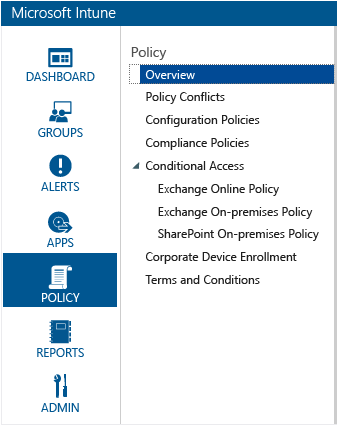 Microsoft Intune
DASHBOARD
GROUPS
ALERTS
APPS
POLICY
REPORTS
ADMIN
Policy
Overview
Policy Conflicts
Configuration Policies
Compliance Policies
Conditional Access
Exchange Online Policy
Exchange On-premises Policy
SharePoint On-premises Policy
Corporate Device Enrollment
Terms and Conditions